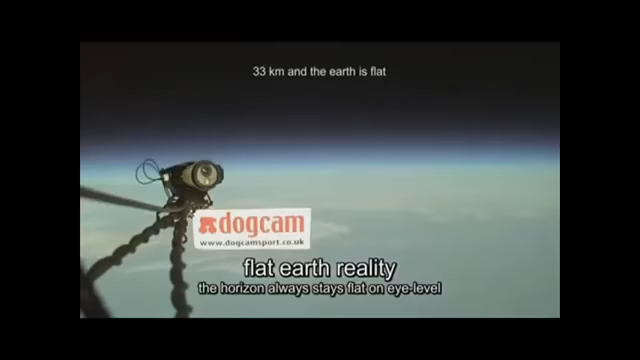 33 km and the earth is flat
dogcam
www.dogcamsport.co.uk
flat earth reality
the horizon always stays flat on eye-level